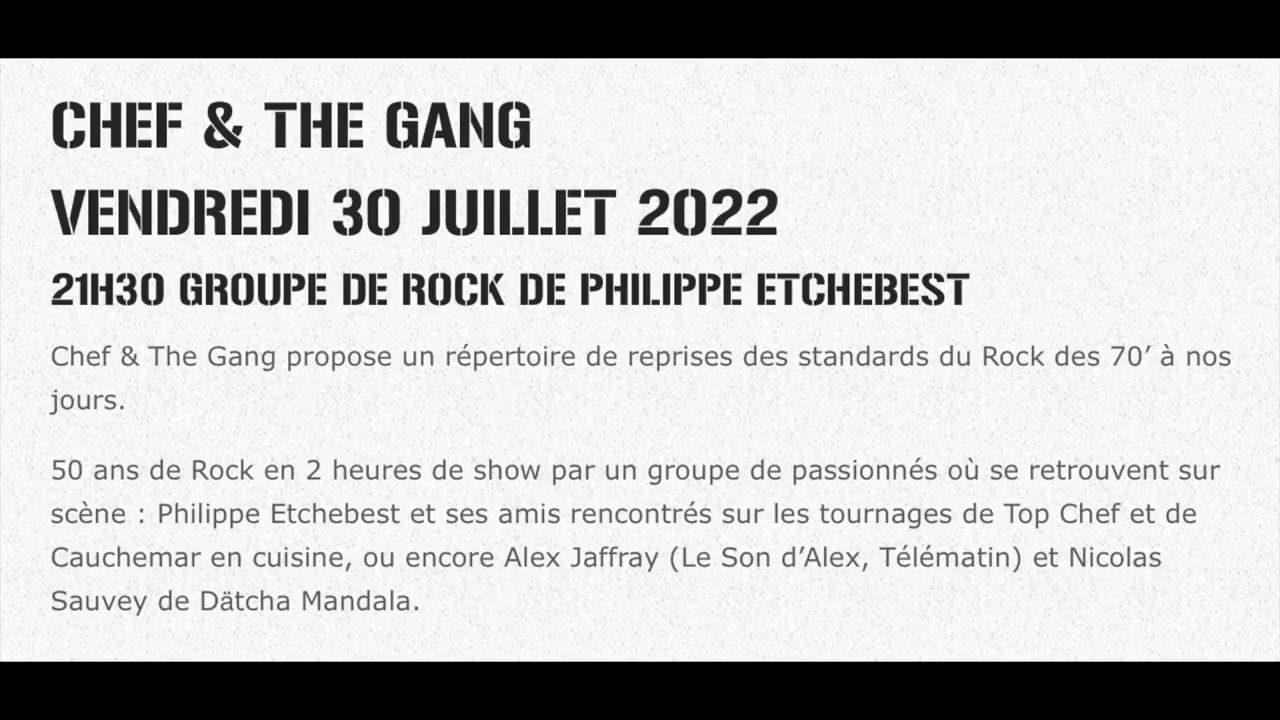 CHEF & THE GANG
VENDREDI 30 JUILLET 2022
21H30 GROUPE DE ROCK DE PHILIPPE ETCHEBEST
Chef & The Gang propose un répertoire de reprises des standards du Rock des 70’ à nos
jours.
50 ans de Rock en 2 heures de show par un groupe de passionnés où se retrouvent sur
scène : Philippe Etchebest et ses amis rencontrés sur les tournages de Top Chef et de
Cauchemar en cuisine, ou encore Alex Jaffray (Le Son d’Alex, Télématin) et Nicolas
Sauvey de Dätcha Mandala.